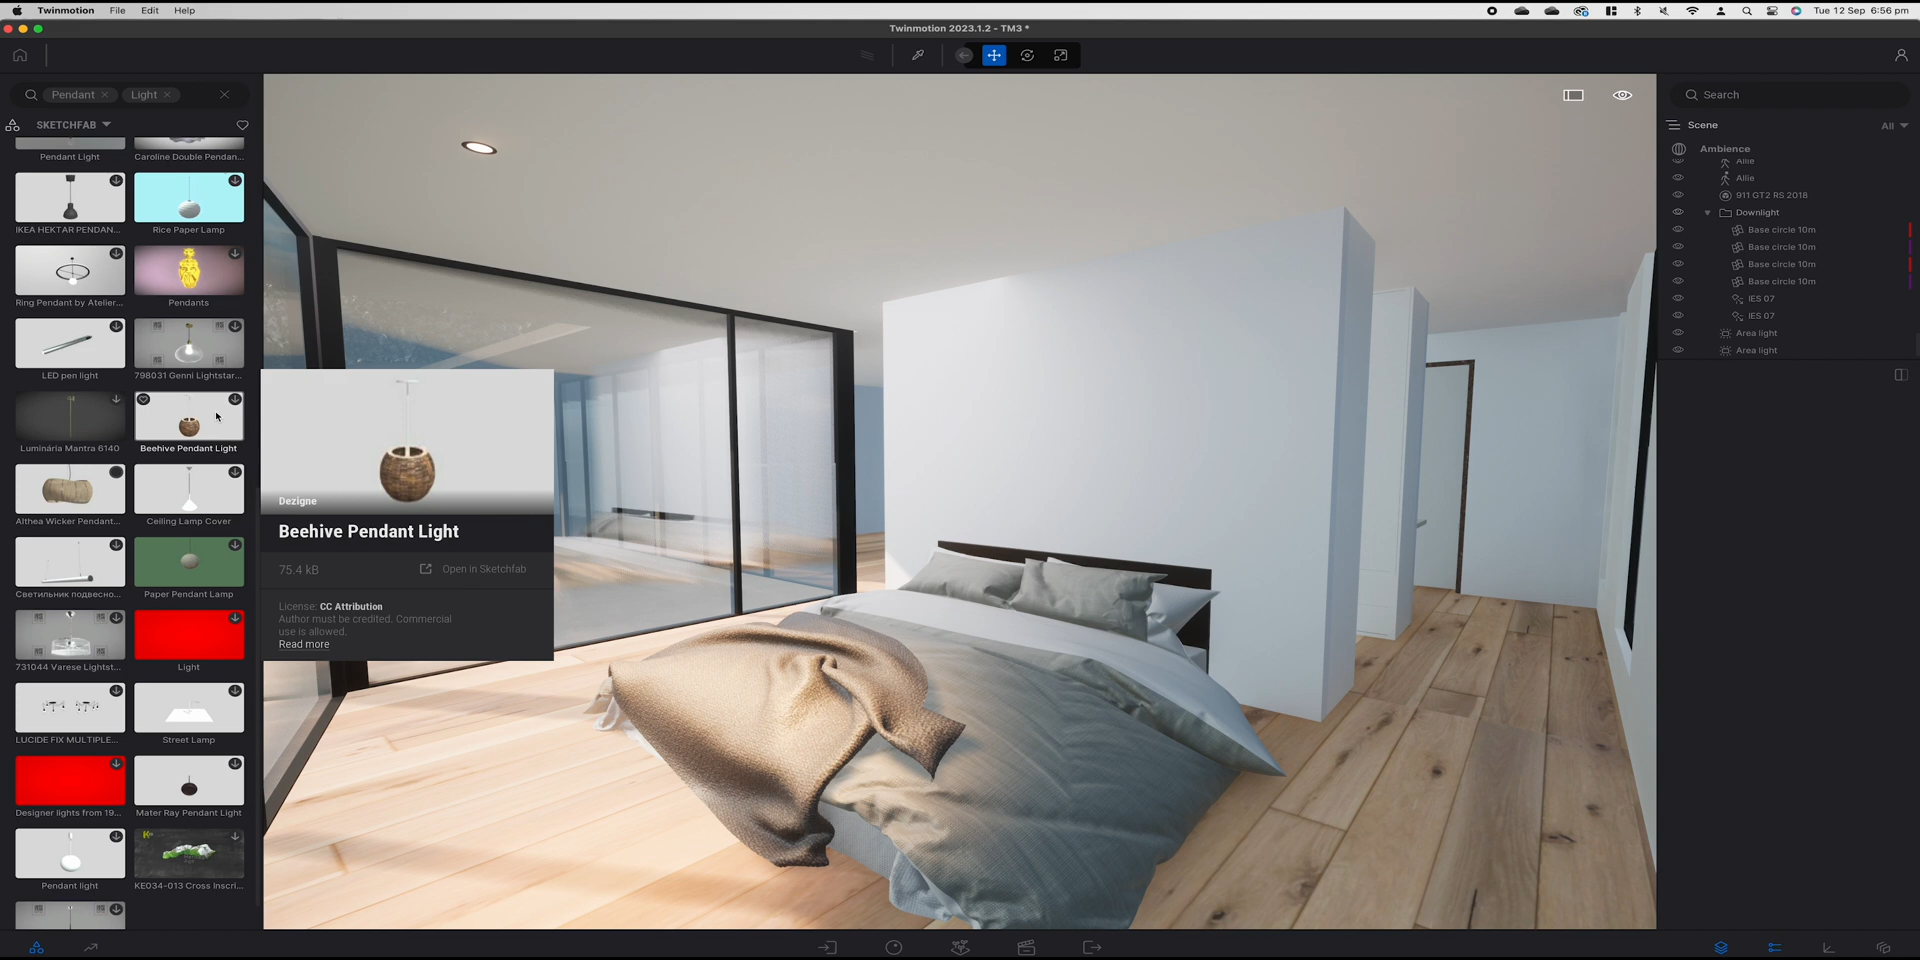 Twinmotion File Edit Help
Tue 12 Sep 6:56 pm
Twinmotion 2023.1.2 - TM3 *
Pendant Light
SKETCHFAB
Pendant Light
Caroline Double Pendan...
IKEA HEKTAR PENDAN...
Rice Paper Lamp
Ring Pendant by Atelier...
Pendants
LED pen light
798031 Genni Lightstar...
Luminária Mantra 6140
Beehive Pendant Light
Althea Wicker Pendant...
Ceiling Lamp Cover
Светильник подвесно...
Paper Pendant Lamp
731044 Varese Lightst...
Light
LUCIDE FIX MULTIPLE...
Street Lamp
Designer lights from 19...
Mater Ray Pendant Light
Pendant light
KE034-013 Cross Inscri...
Dezigne
Beehive Pendant Light
75.4 kB
Open in Sketchfab
License: CC Attribution
Author must be credited. Commercial
use is allowed.
Read more
Search
Scene
All
Ambience
Allie
Allie
911 GT2 RS 2018
Downlight
Base circle 10m
Base circle 10m
Base circle 10m
Base circle 10m
IES 07
IES 07
Area light
Area light